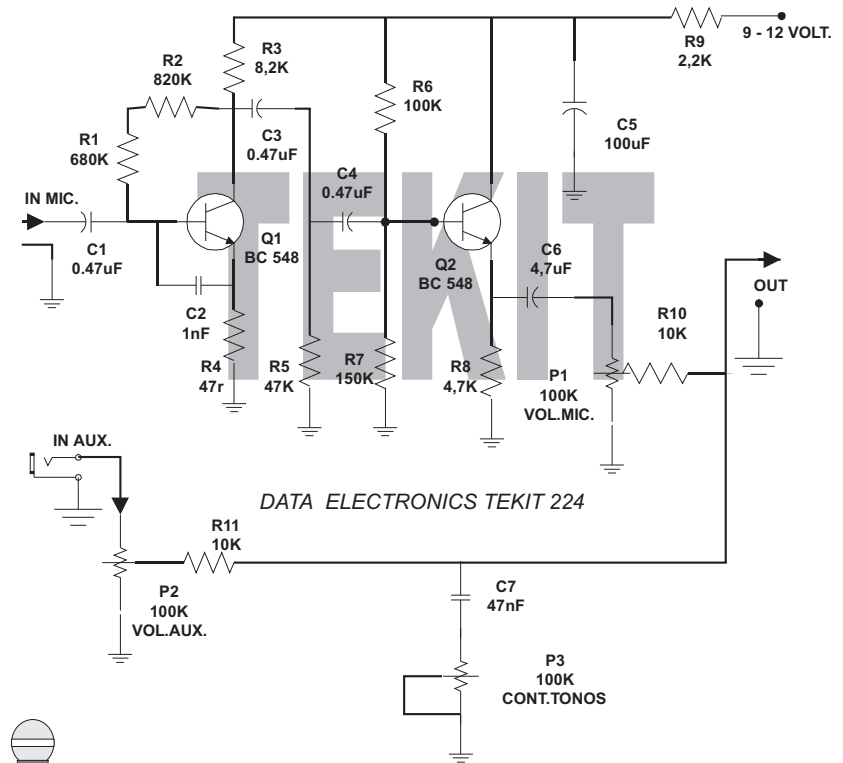 9 - 12 VOLT.
R9
2,2K
R3
8,2K
R2
820K
R6
100K
C5
100uF
R1
680K
C3
0.47uF
C4
0.47uF
TEKIT
IN MIC.
C1
0.47uF
Q1
BC 548
Q2
BC 548
C6
4,7uF
OUT
C2
1nF
R10
10K
R4
47r
R5
47K
R7
150K
R8
4,7K
P1
100K
VOL.MIC.
IN AUX.
DATA ELECTRONICS TEKIT 224
R11
10K
P2
100K
VOL.AUX.
C7
47nF
P3
100K
CONT.TONOS